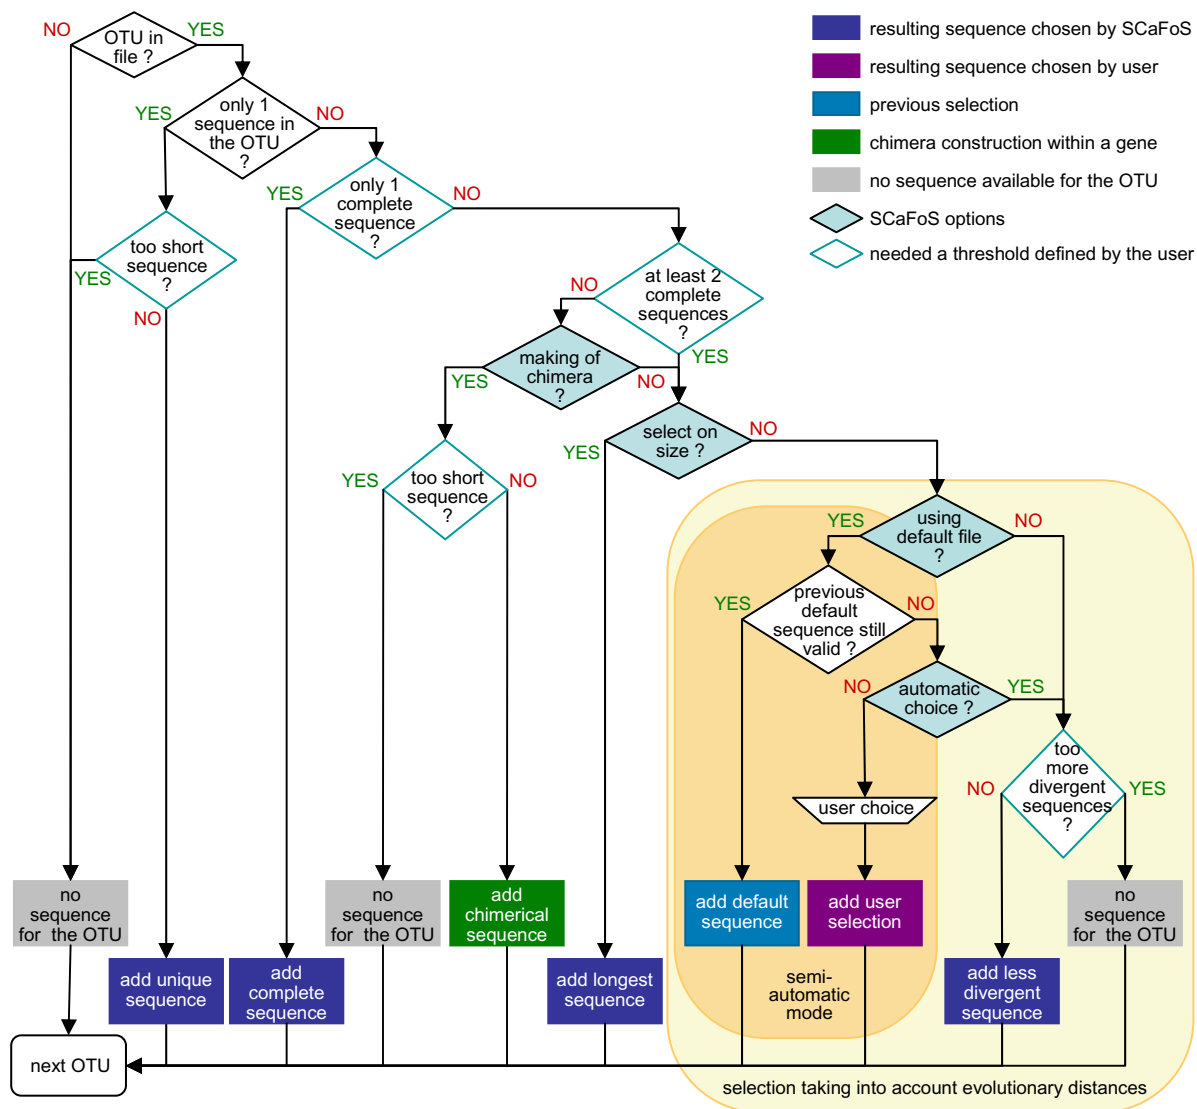 NO
OTU in
file ?
YES
resulting sequence chosen by SCaFoS
resulting sequence chosen by user
previous selection
chimera construction within a gene
no sequence available for the OTU
SCaFoS options
needed a threshold defined by the user
YES
only 1
sequence in
the OTU
?
NO
YES
only 1
complete
sequence
?
NO
too short
sequence
?
YES
NO
NO
at least 2
complete
sequences
?
YES
making of
chimera
?
YES
NO
select on
size ?
YES
NO
YES
too short
sequence
?
NO
YES
using
default file
?
NO
YES
previous
default
sequence still
valid ?
NO
NO
automatic
choice ?
YES
too
more
divergent
sequences
?
NO
YES
user choice
no
sequence
for the OTU
no
sequence
for the OTU
add
chimerical
sequence
add default
sequence
add user
selection
no
sequence
for the OTU
add unique
sequence
add
complete
sequence
add longest
sequence
semi-
automatic
mode
add less
divergent
sequence
next OTU
selection taking into account evolutionary distances